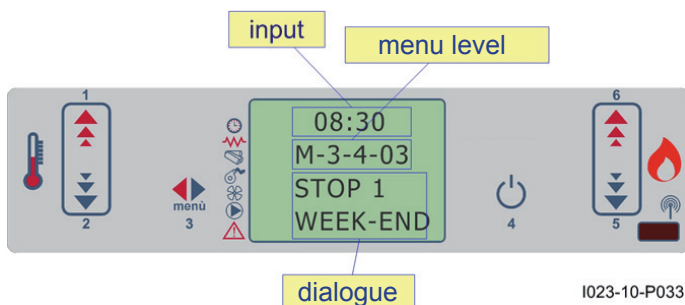 input
menu level
1
6
08:30
M-3-4-03
STOP 1
WEEK-END
menù
2
3
4
5
dialogue
I023-10-P033